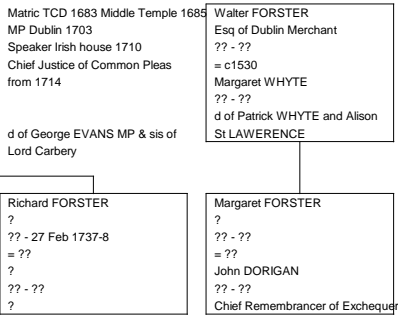 Matric TCD 1683 Middle Temple 1685
MP Dublin 1703
Speaker Irish house 1710
Chief Justice of Common Pleas
from 1714
d of George EVANS MP & sis of
Lord Carbery
Walter FORSTER
Esq of Dublin Merchant
?? - ??
= c1530
Margaret WHYTE
?? - ??
d of Patrick WHYTE and Alison
St LAWERENCE
Richard FORSTER
?
?? - 27 Feb 1737-8
= ??
?
?? - ??
?
Margaret FORSTER
?
?? - ??
= ??
John DORIGAN
?? - ??
Chief Remembrancer of Exchequer